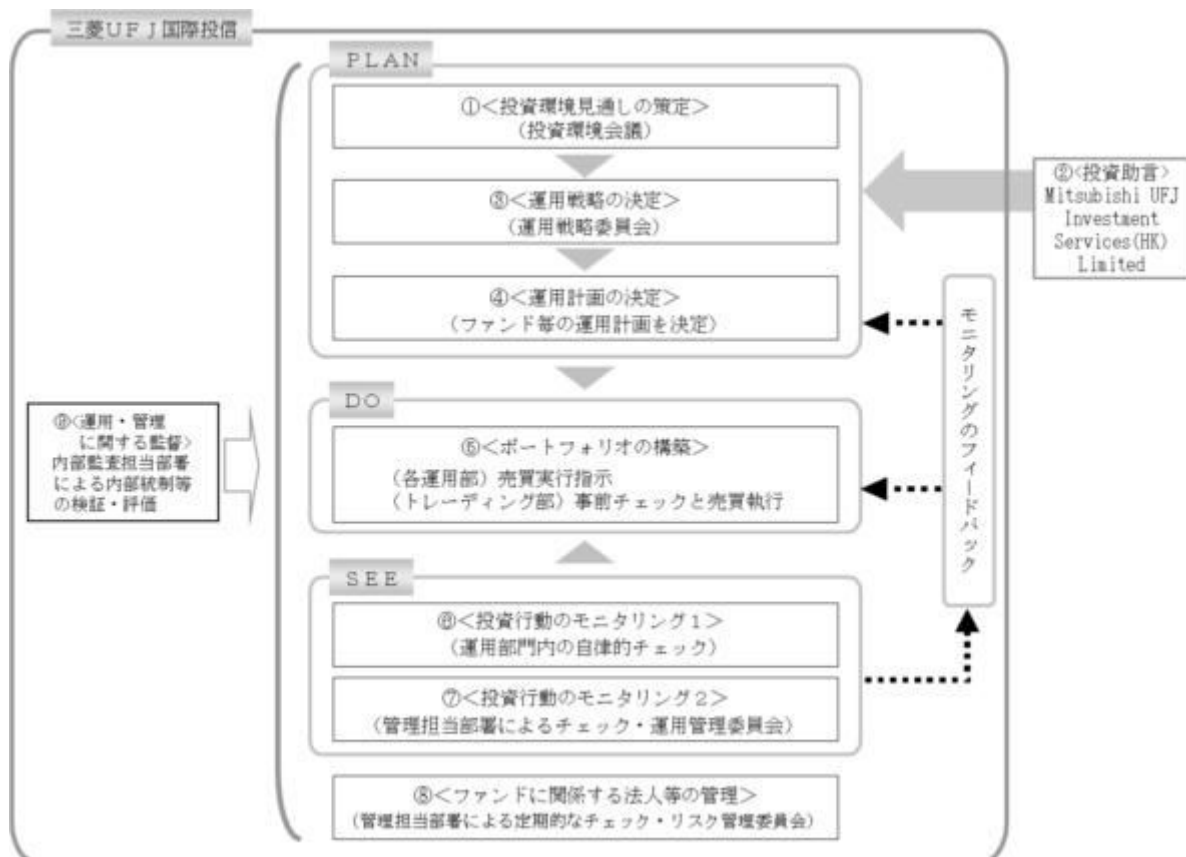 三菱ＵＦＪ国際投信
ＰＬＡＮ
①＜投資環境見通しの策定＞
（投資環境会議）
②＜投資助言＞
Mitsubishi UFJ
Investment
Services(HK)
Limited
③＜運用戦略の決定＞
（運用戦略委員会）
④＜運用計画の決定＞
（ファンド毎の運用計画を決定）
モニタリングのフィードバック
ＤＯ
⑤＜ポートフォリオの構築＞
（各運用部）売買実行指示
（トレーディング部）事前チェックと売買執行
⑨＜運用・管理
に関する監督＞
内部監査担当部署
による内部統制等
の検証・評価
ＳＥＥ
⑥＜投資行動のモニタリング１＞
（運用部門内の自律的チェック）
⑦＜投資行動のモニタリング２＞
（管理担当部署によるチェック・運用管理委員会）
⑧＜ファンドに関係する法人等の管理＞
（管理担当部署による定期的なチェック・リスク管理委員会）